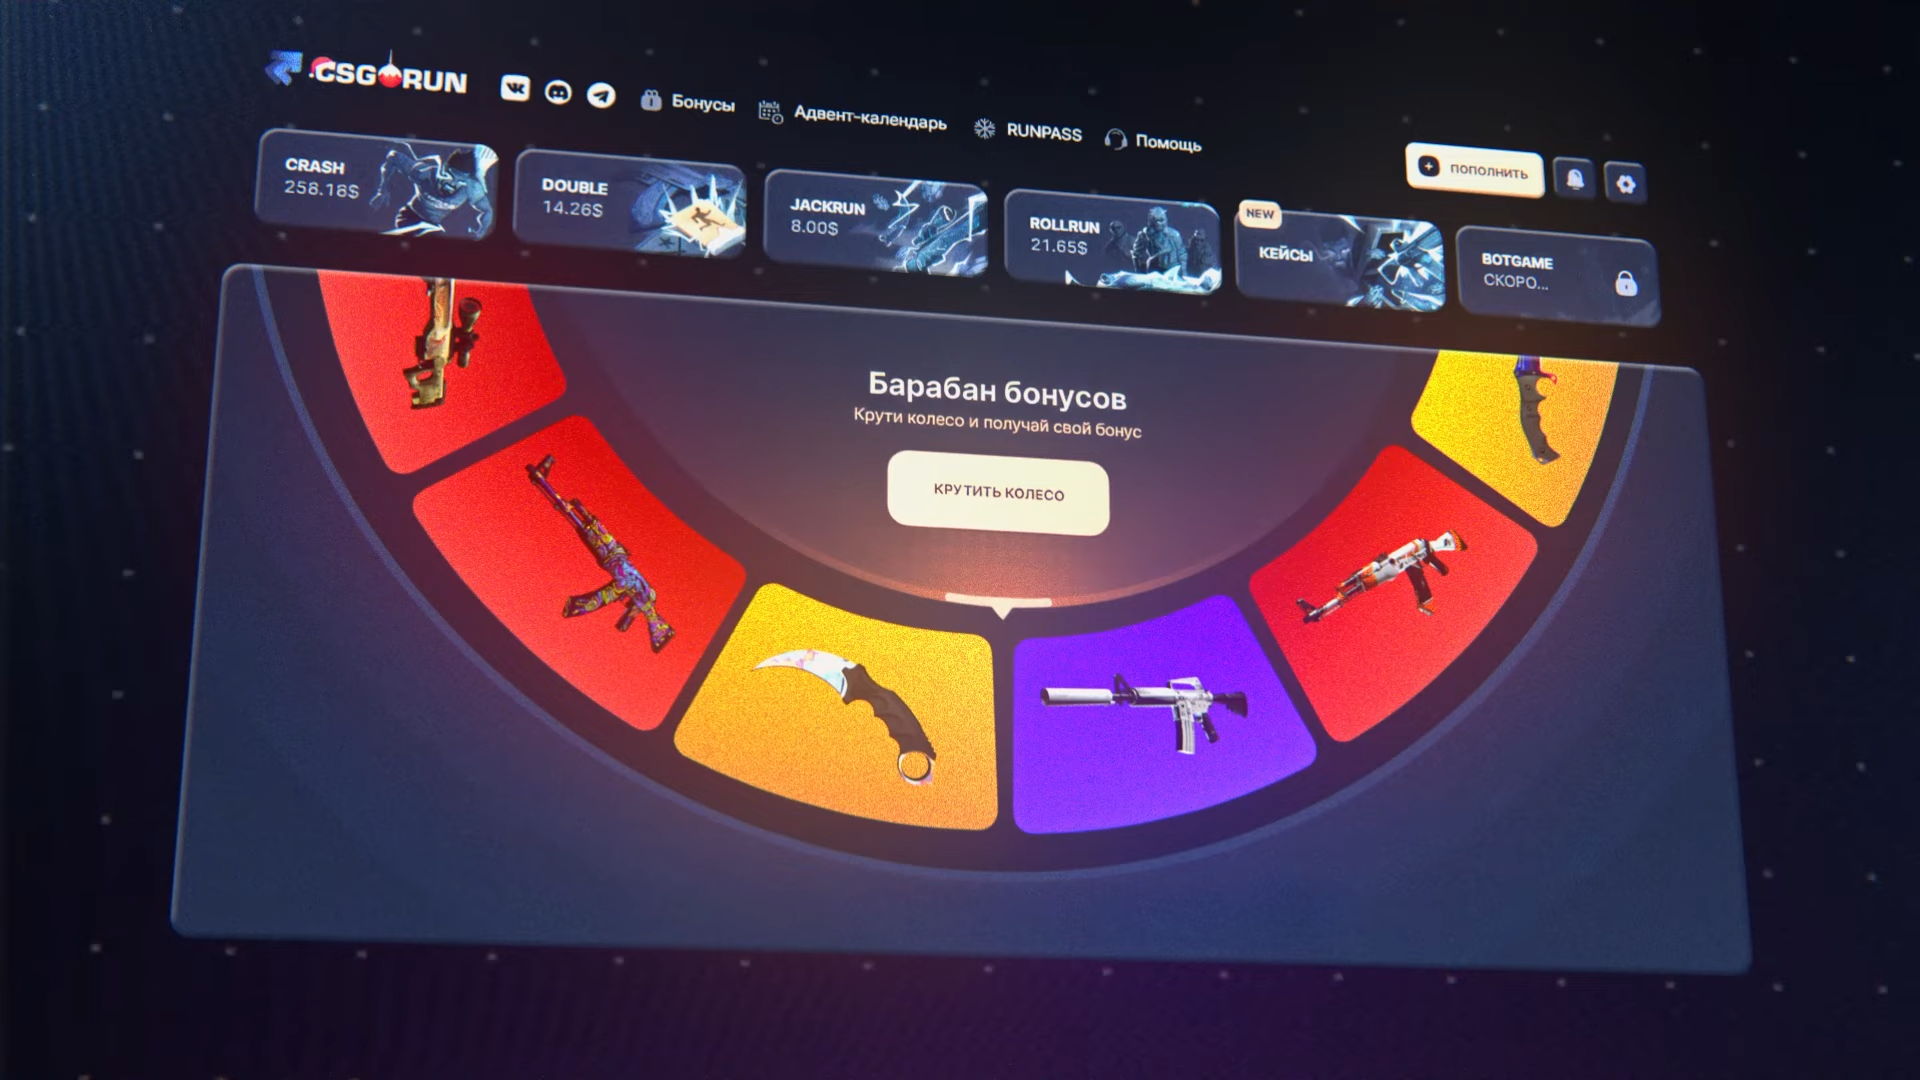 CSGORUN
Бонусы
Адвент-календарь
RUNPASS
Помощь
ПОПОЛНИТЬ
CRASH
258.18$
DOUBLE
14.26$
JACKRUN
8.00$
ROLLRUN
21.65$
NEW
КЕЙСЫ
BOTGAME
СКОРО...
Барабан бонусов
Крути колесо и получай свой бонус
КРУТИТЬ КОЛЕСО